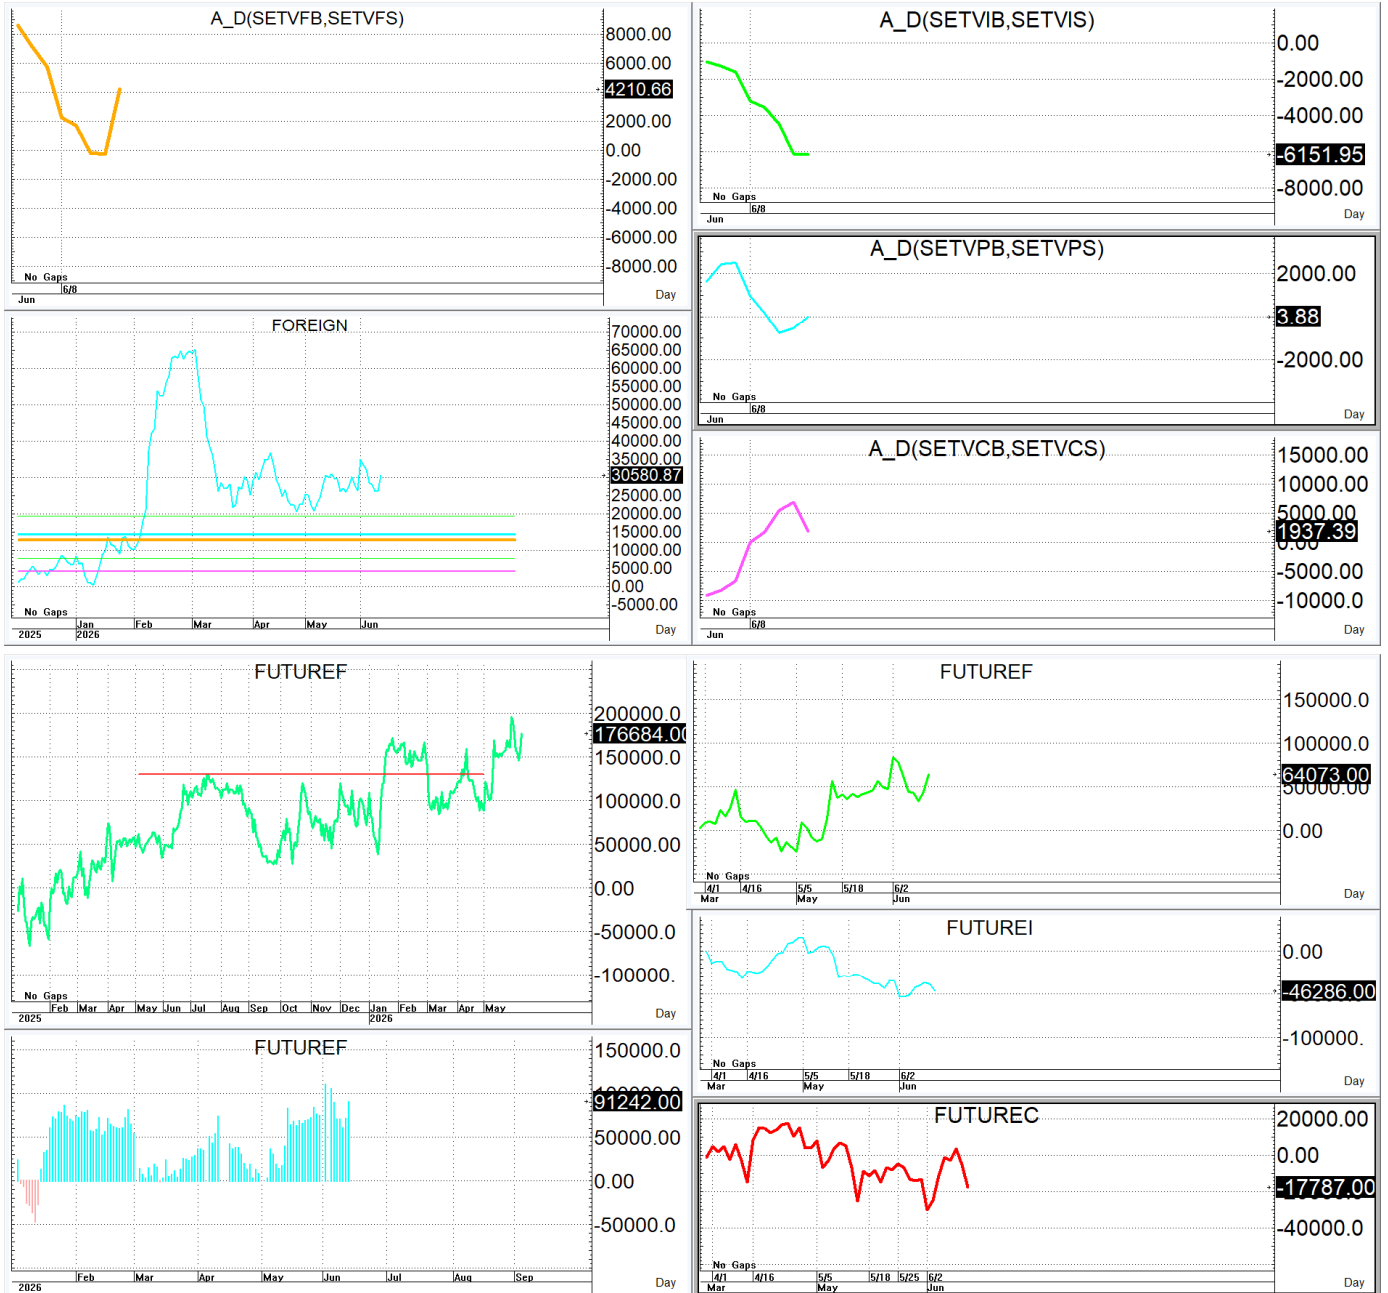 A_D(SETVFB,SETVFS)
8000.00
6000.00
4210.66
2000.00
0.00
-2000.00
-4000.00
-6000.00
-8000.00
No Gaps
6/8
Jun
Day
A_D(SETVIB,SETVIS)
0.00
-2000.00
-4000.00
-6151.95
-8000.00
No Gaps
6/8
Jun
Day
A_D(SETVPB,SETVPS)
2000.00
3.88
-2000.00
No Gaps
6/8
Jun
Day
FOREIGN
70000.00
65000.00
60000.00
55000.00
50000.00
45000.00
40000.00
35000.00
30580.87
25000.00
20000.00
15000.00
10000.00
5000.00
0.00
-5000.00
No Gaps
Jan Feb Mar Apr May Jun
2025 2026
Day
A_D(SETVCB,SETVCS)
15000.00
10000.00
5000.00
1937.39
0.00
-5000.00
-10000.0
No Gaps
6/8
Jun
Day
FUTUREF
200000.0
176684.00
150000.0
100000.0
50000.00
0.00
-50000.0
-100000.
No Gaps
Feb Mar Apr May Jun Jul Aug Sep Oct Nov Dec Jan Feb Mar Apr May
2025 2026
Day
FUTUREF
150000.0
100000.0
64073.00
50000.00
0.00
No Gaps
4/1 4/16 5/5 5/18 6/2
Mar May Jun
Day
FUTUREI
0.00
-46286.00
-100000.
No Gaps
4/1 4/16 5/5 5/18 6/2
Mar May Jun
Day
FUTUREF
150000.0
100000.0
91242.00
50000.00
0.00
-50000.0
Feb Mar Apr May Jun Jul Aug Sep
2026
Day
FUTUREC
20000.00
0.00
-17787.00
-40000.0
No Gaps
4/1 4/16 5/5 5/18 5/25 6/2
Mar May Jun
Day